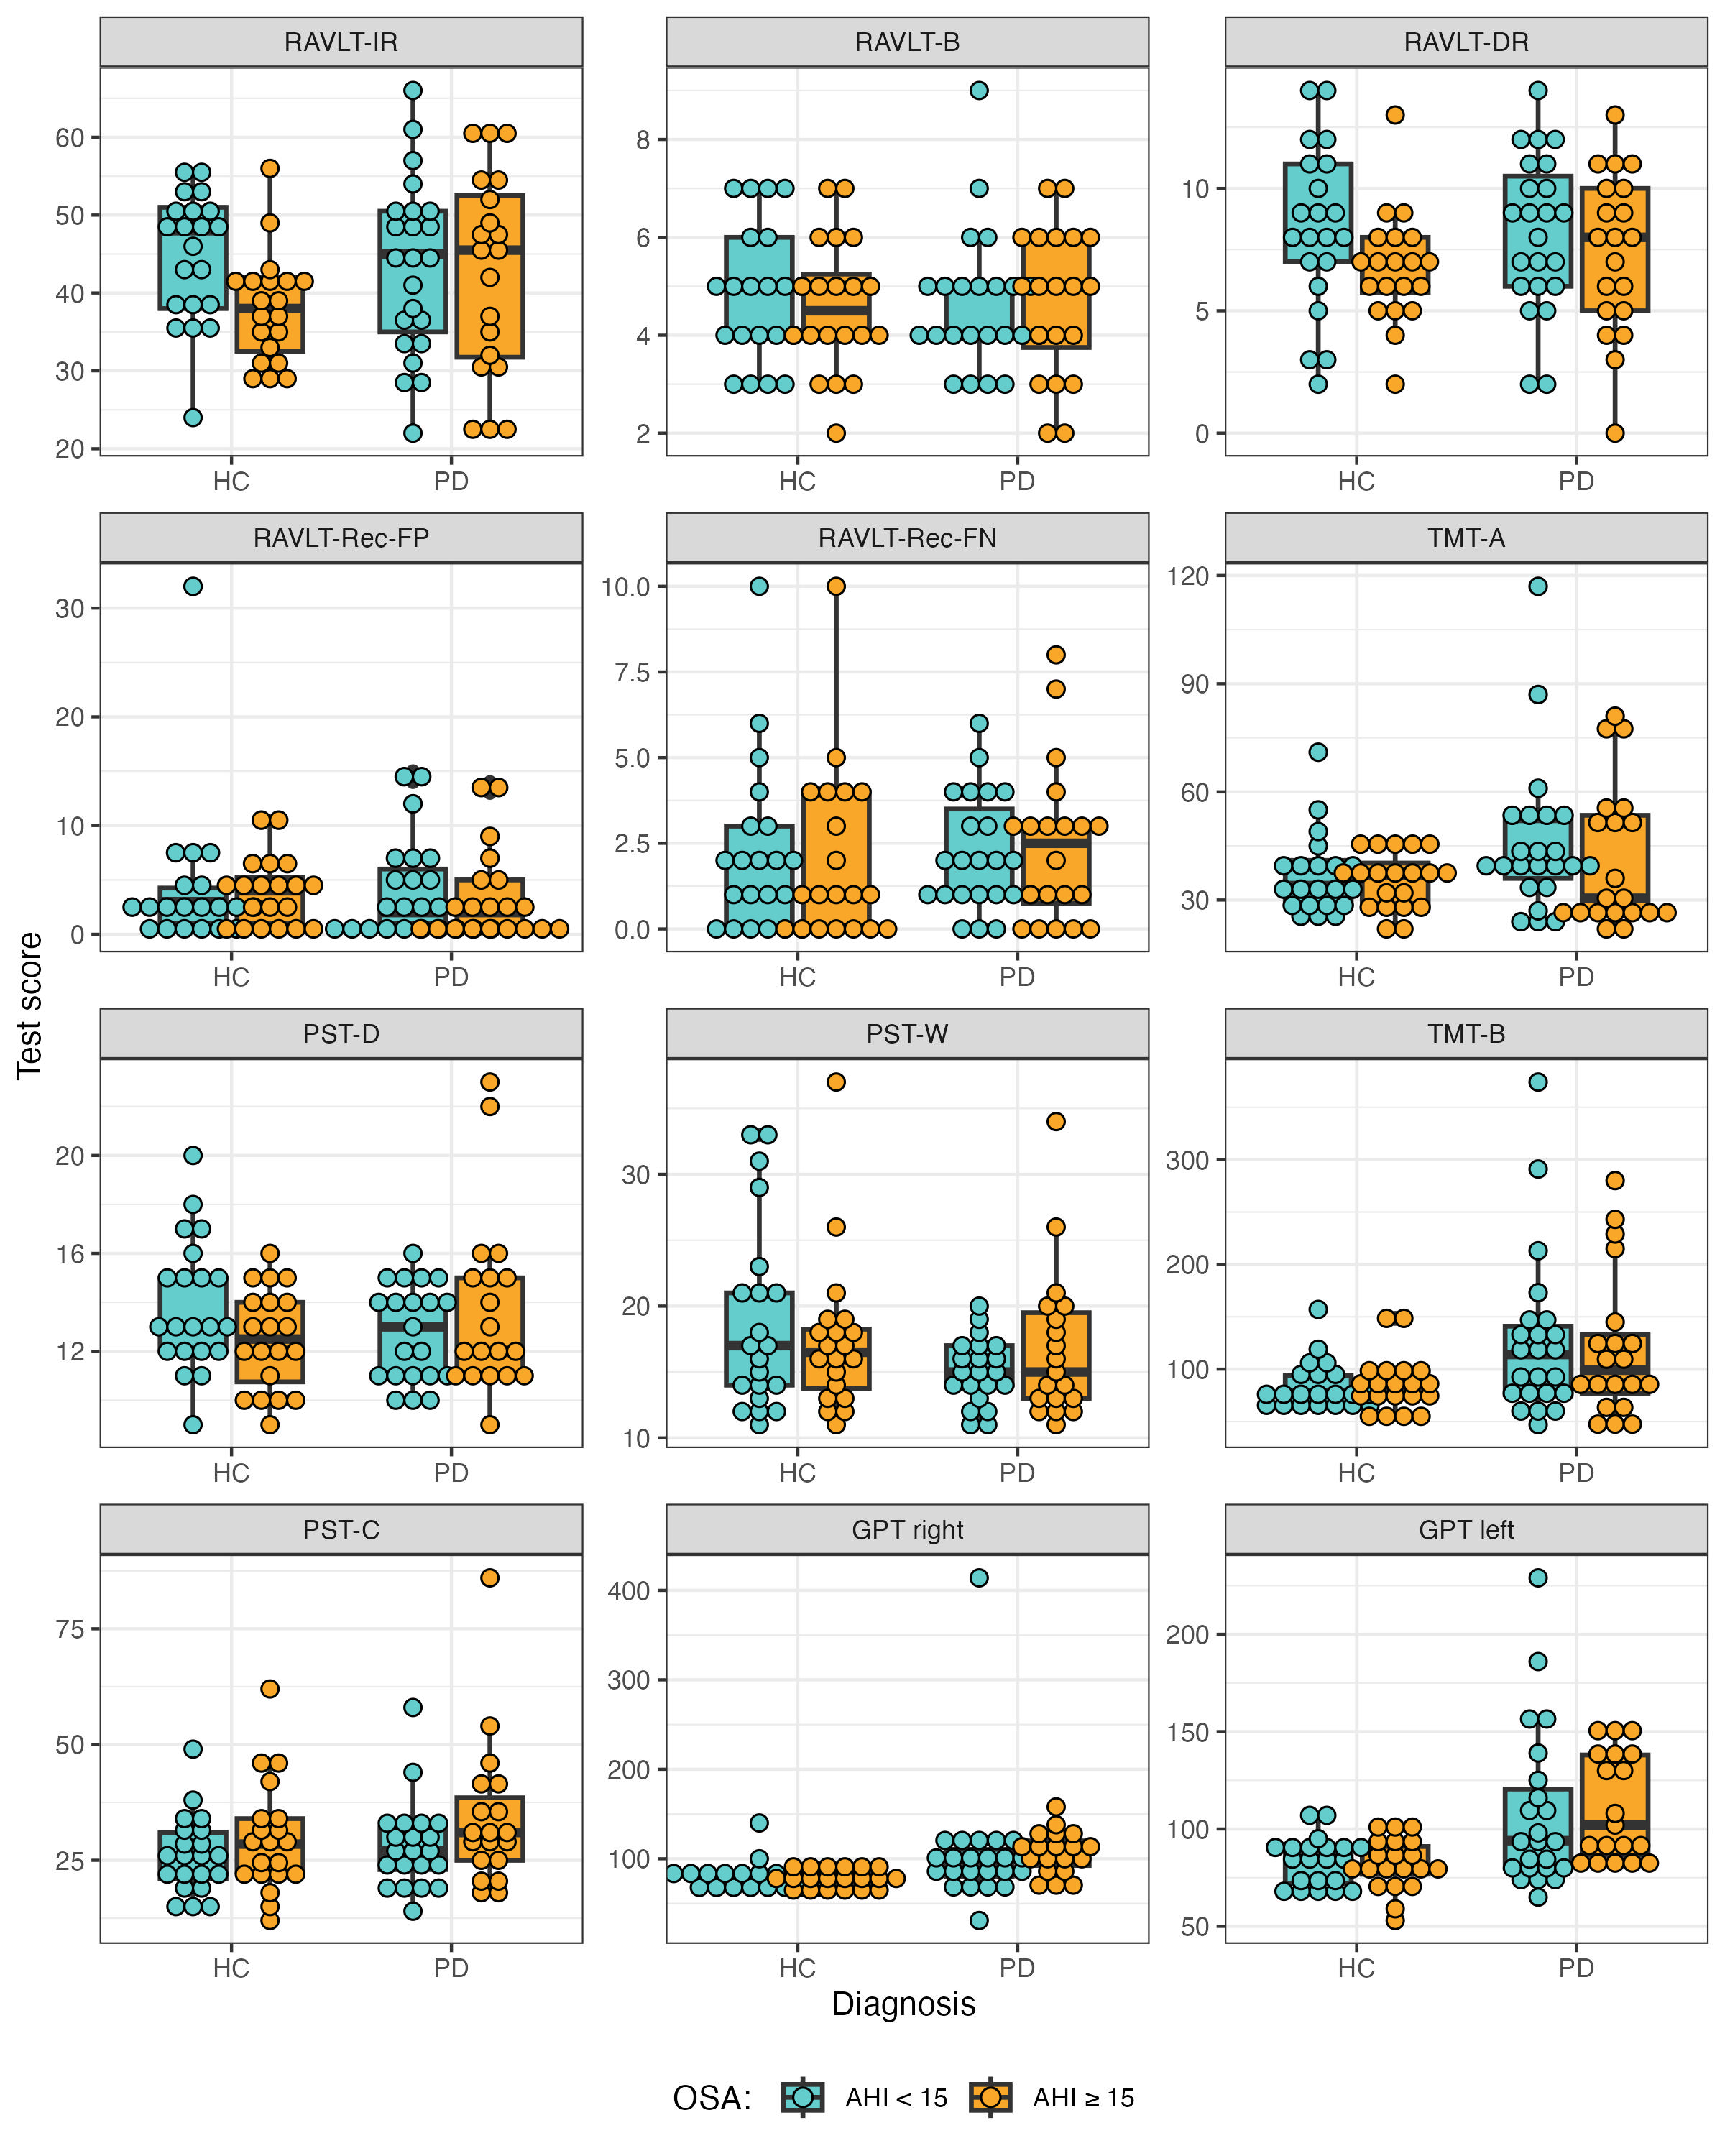 RAVLT-IR RAVLT-B RAVLT-DR
60 8 10
50 6 5
40 4 0
30 2
20
HC PD HC PD HC PD
RAVLT-Rec-FP RAVLT-Rec-FN TMT-A
30 10.0 120
20 7.5 90
10 5.0 60
0 2.5 30
0.0
HC PD HC PD HC PD
Test score
PST-D PST-W TMT-B
20 30 300
16 20 200
12 10 100
HC PD HC PD HC PD
PST-C GPT right GPT left
75 400 200
50 300 150
25 200 100
100 50
HC PD HC PD HC PD
Diagnosis
OSA: AHI < 15 AHI ≥ 15